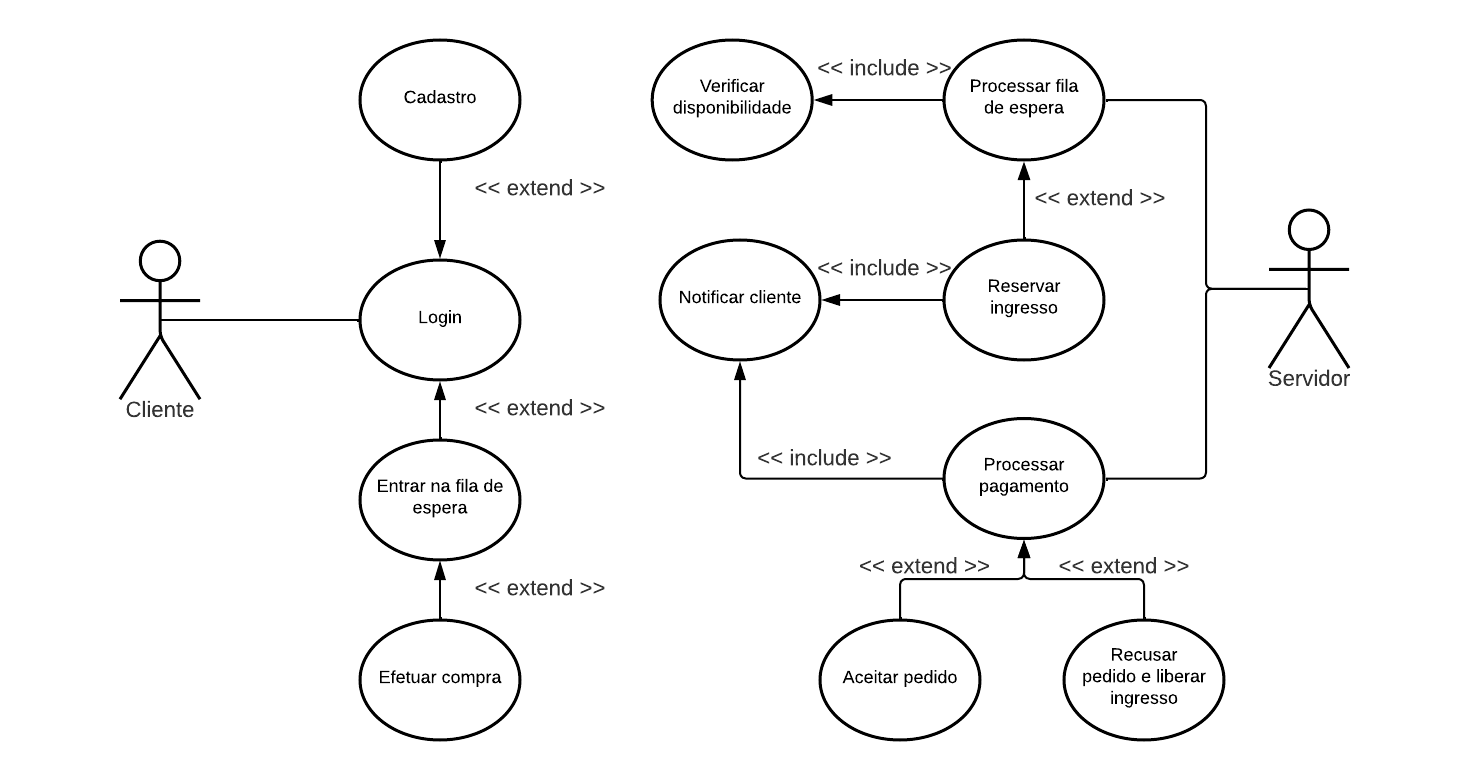 Cadastro
<< extend >>
Login
Cliente
<< extend >>
Entrar na fila de
espera
<< extend >>
Efetuar compra
Verificar
disponibilidade
<< include >>
Processar fila
de espera
<< extend >>
Notificar cliente
<< include >>
Reservar
ingresso
Servidor
<< include >>
Processar
pagamento
<< extend >>
<< extend >>
Aceitar pedido
Recusar
pedido e liberar
ingresso